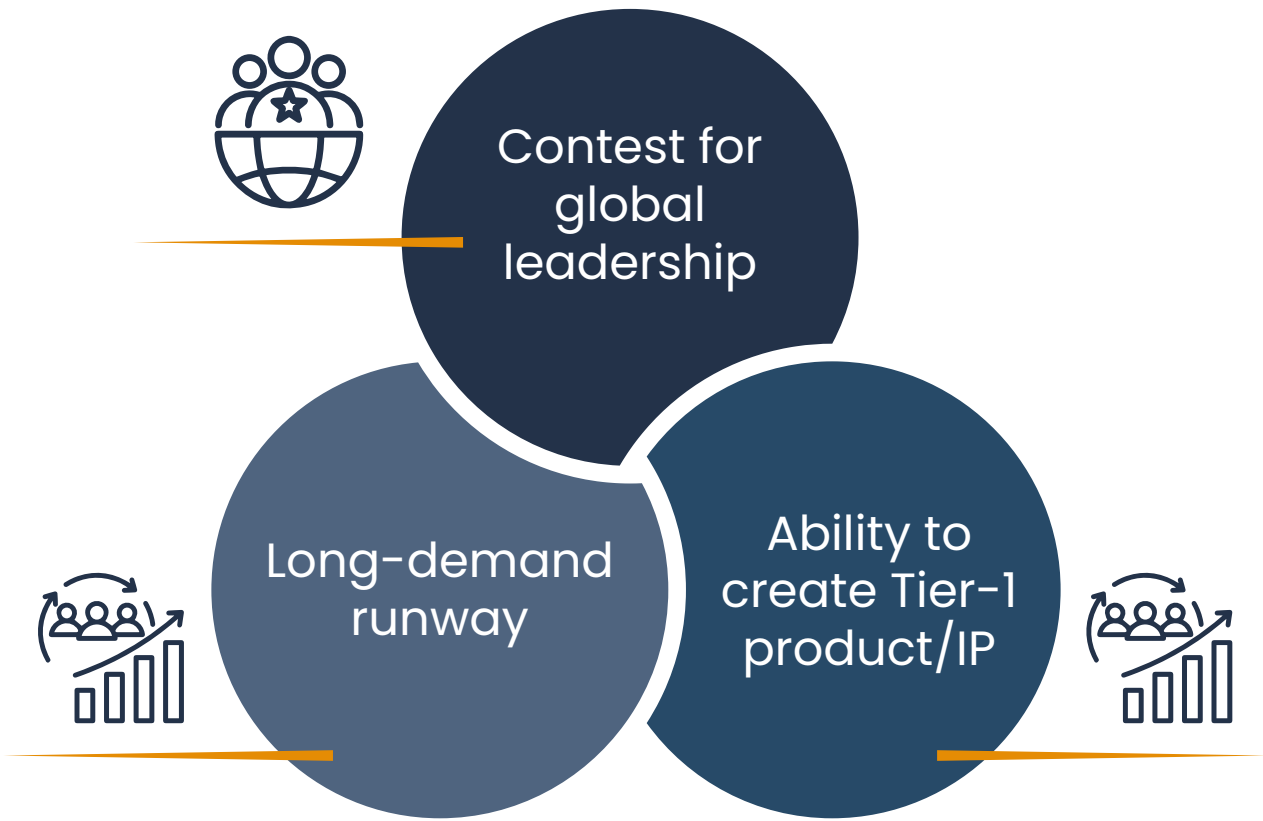 Contest for
global
leadership
Long-demand
runway
Ability to
create Tier-1
product/IP